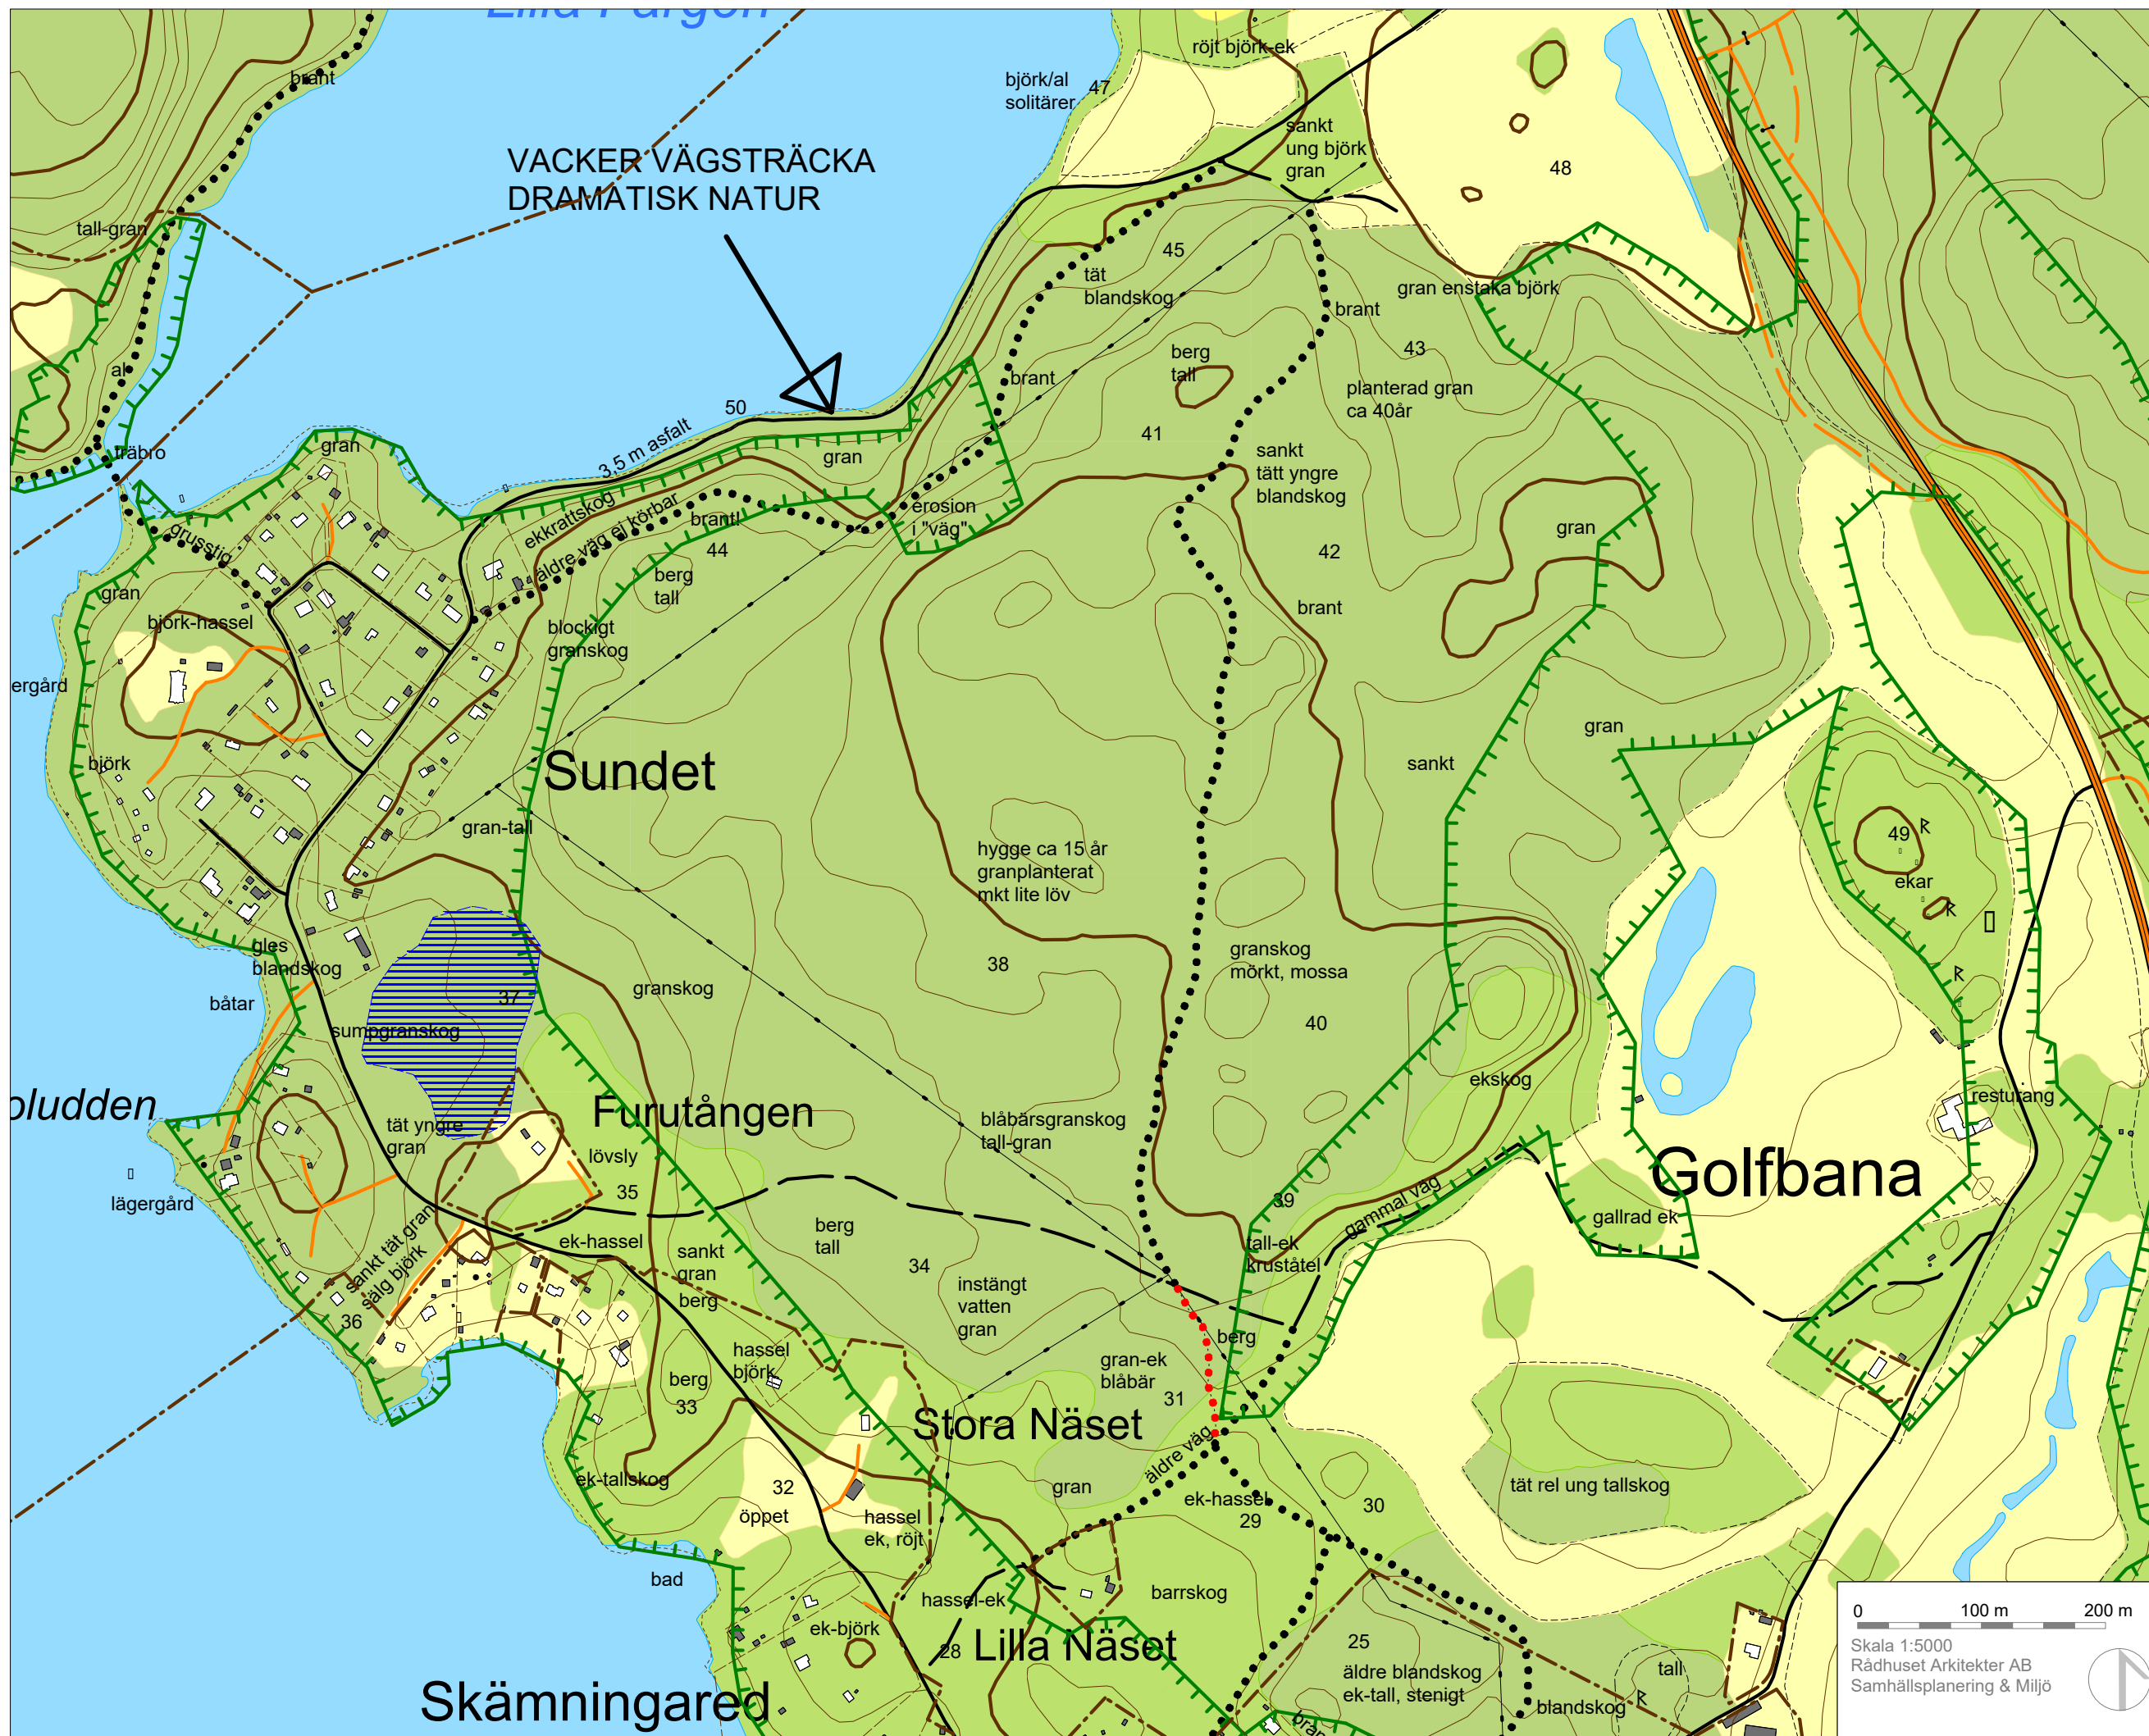 Lilla Färgen
röjt björk-ek
brant
björk/al
solitärer
47
sankt
ung björk
gran
VACKER VÄGSTRÄCKA
DRAMATISK NATUR
48
tall-gran
45
tät
blandskog
gran enstaka björk
brant
43
berg
tall
al
brant
planterad gran
ca 40år
50
41
3,5 m asfalt
gran
träbro
gran
sankt
tätt yngre
blandskog
ekkrattskog
äldre väg ej körbar
brant!
44
erosion
i "väg"
gran
grusstig
42
berg
tall
gran
brant
björk-hassel
blockigt
granskog
ergård
gran
björk
Sundet
sankt
gran-tall
49
hygge ca 15 år
granplanterat
mkt lite löv
ekar
R
R
R
gles
blandskog
granskog
mörkt, mossa
38
båtar
37
granskog
sumpgranskog
40
ekskog
resturang
oludden
Furutången
blåbärsgranskog
tall-gran
tät yngre
gran
lövsly
Golfbana
35
39
lägergård
gammal väg
gallrad ek
berg
tall
ek-hassel
sankt
gran
tall-ek
kruståtel
34
sankt tät gran
sälg björk
instängt
vatten
gran
berg
36
berg
hassel
björk
gran-ek
blåbär
berg
33
31
Stora Näset
äldre väg
ek-tallskog
32
gran
tät rel ung tallskog
ek-hassel
30
öppet
hassel
ek, röjt
29
bad
barrskog
hassel-ek
0 100 m 200 m
ek-björk
28
Lilla Näset
25
Skala 1:5000
Rådhuset Arkitekter AB
Samhällsplanering & Miljö
äldre blandskog
ek-tall, stenigt
tall
R
blandskog
Skämningared
bran